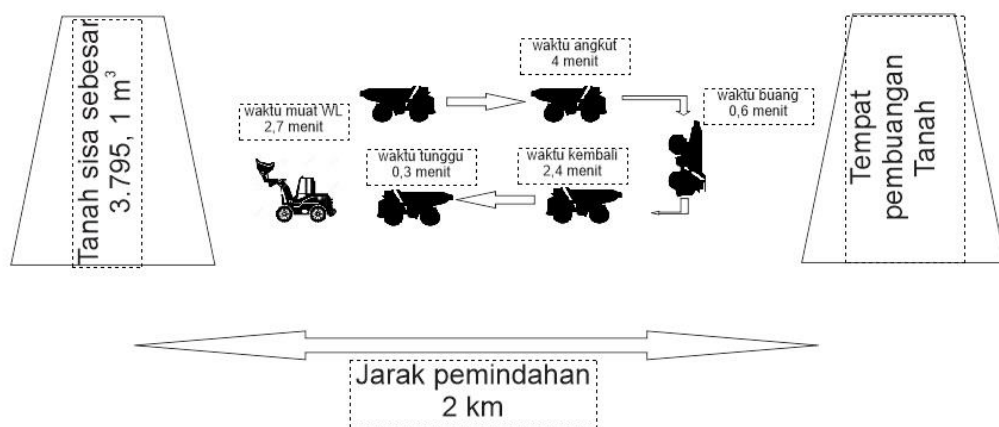 Tanah sisa sebesar
3.795, 1 m³
waktu muat WL
2,7 menit
waktu angkut
4 menit
waktu buang
0,6 menit
waktu tunggu
0,3 menit
waktu kembali
2,4 menit
Tempat
pembuangan
Tanah
Jarak pemindahan
2 km